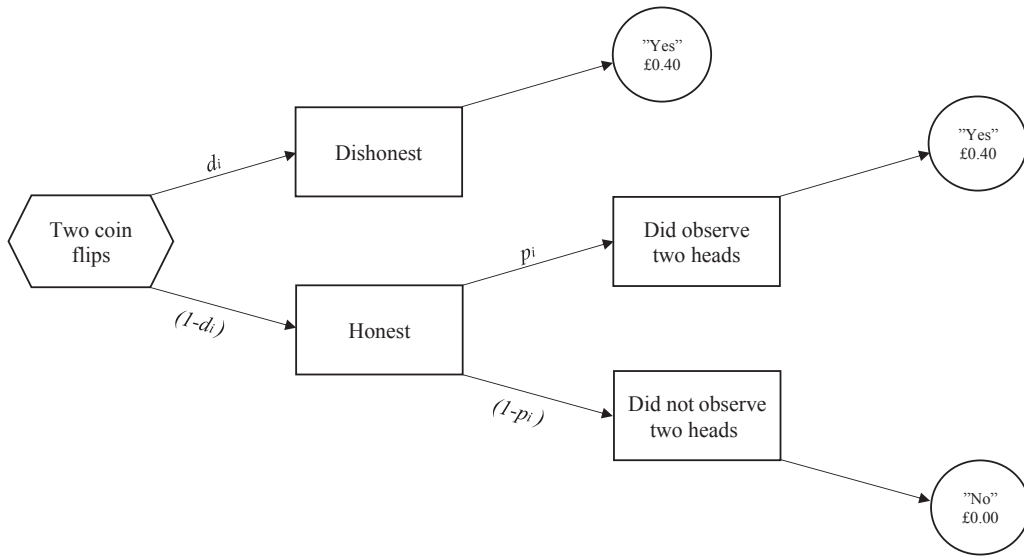 ”Yes”
£0.40
Dishonest
di
”Yes”
£0.40
Two coin
flips
Did observe
two heads
pi
(1-di)
Honest
(1-pi)
Did not observe
two heads
”No”
£0.00